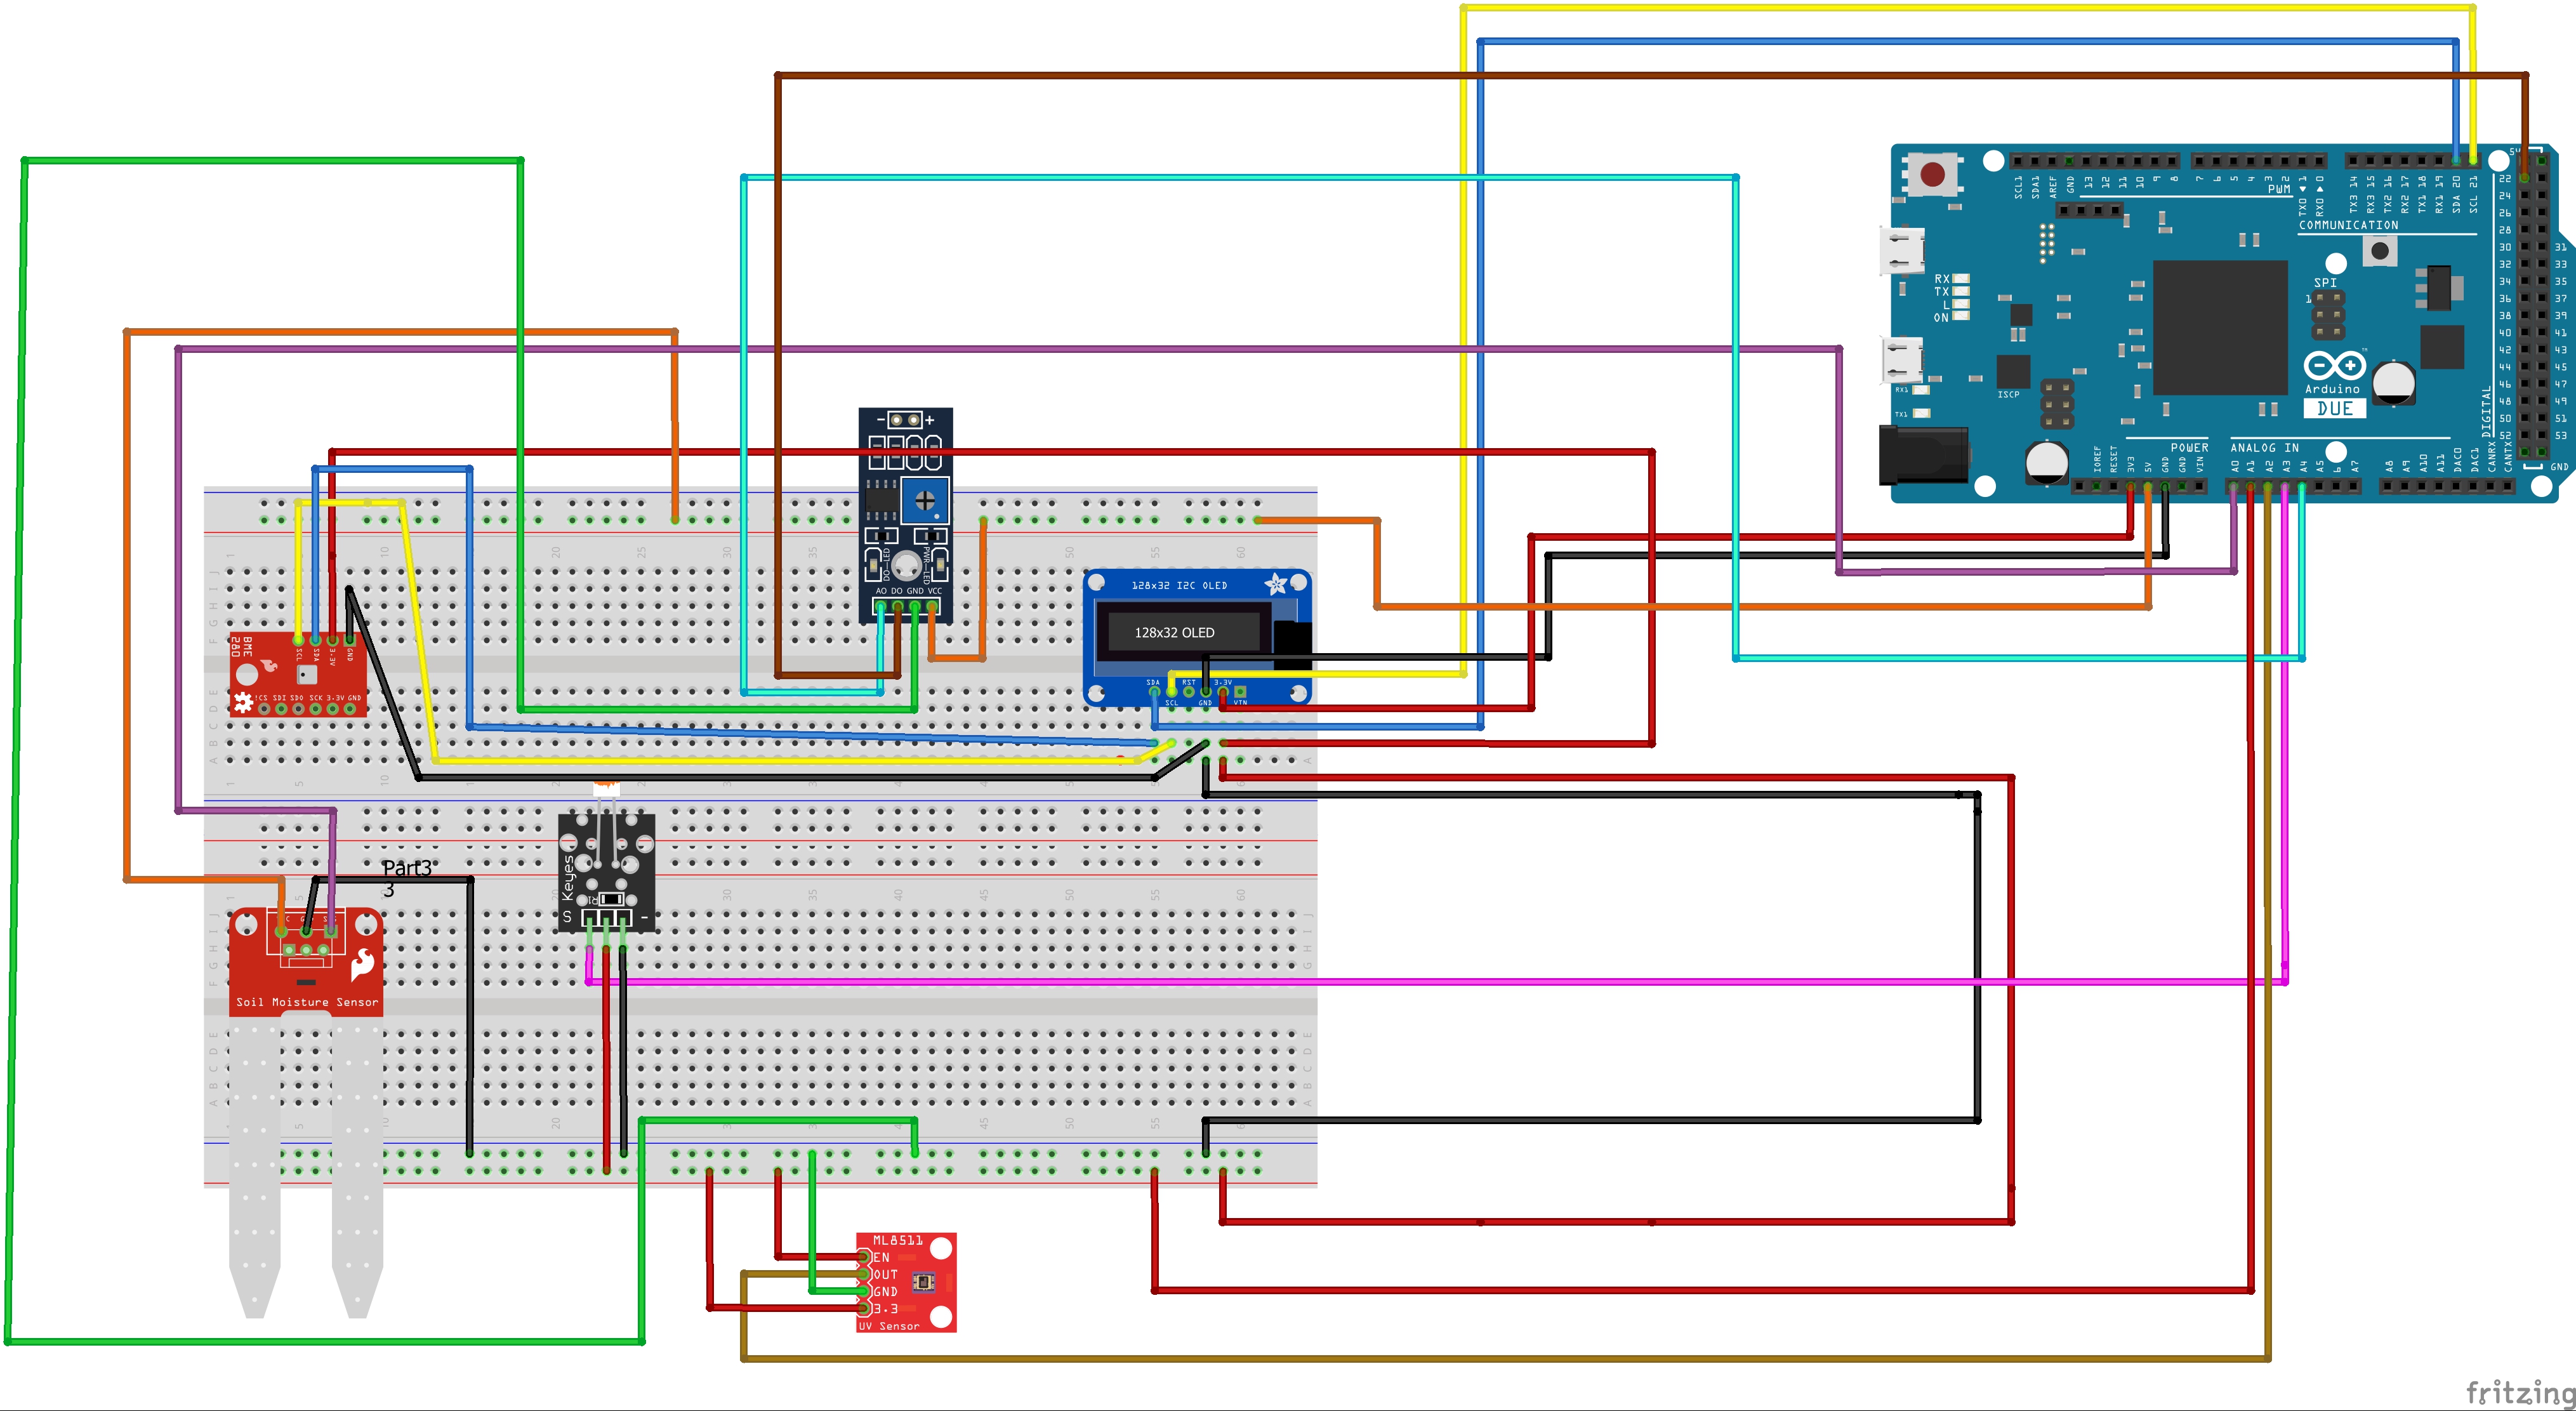 SCL1 SDA1 AREF GND 13 12 11 10 9 8 7 6 5 4 3 2 1 0
TX0 RX0
TX3 14 RX3 15 TX2 16 RX2 17 TX1 18 RX1 19 SDA 20 SCL 21
PWM
COMMUNICATION
22
24
26
28
30 31
32 33
34 35
36 37
38 39
40 41
42 43
44 45
46 47
48 49
50 51
52 53
GND
DIGITAL
RX
TX
L
ON
SPI
1
RX1
TX1
ISCP
Arduino
DUE
POWER
ANALOG IN
IOREF RESET 3V3 5V GND GND VIN
A0 A1 A2 A3 A4 A5 6 A7
A8 A9 A10 A11 DAC0 DAC1 CANRX CANTX
- +
DO-LED
PWR-LED
AO DO GND VCC
128x32 I2C OLED
128x32 OLED
SDA RST 3.3V
SCL GND VIN
BME
280
SCL SDA 3.3V GND
!CS SDI SDO SCK 3-3V GND
Part3
3
Soil Moisture Sensor
Keyes
R1
S -
ML8511
EN
OUT
GND
3.3
UV Sensor
fritzing